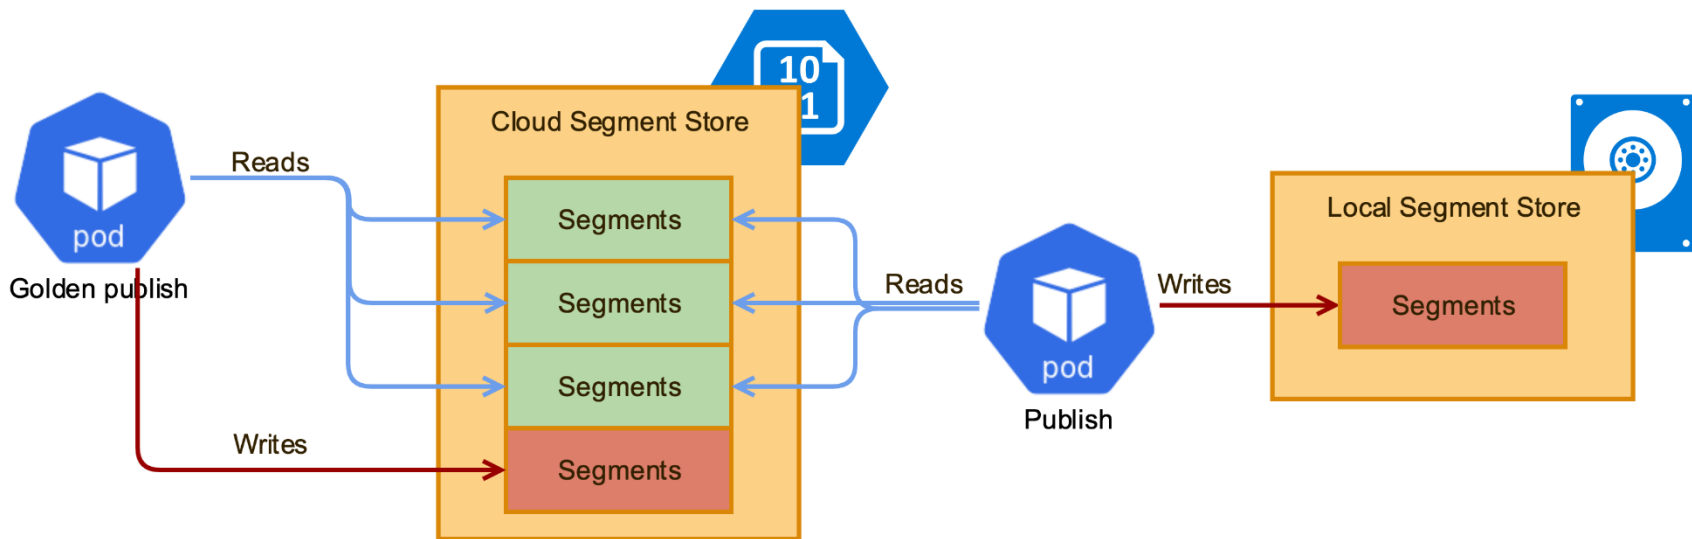 10
1
Cloud Segment Store
Reads
Segments
pod
Golden publish
Segments
Segments
Writes
Segments
Reads
pod
Publish
Writes
Local Segment Store
Segments